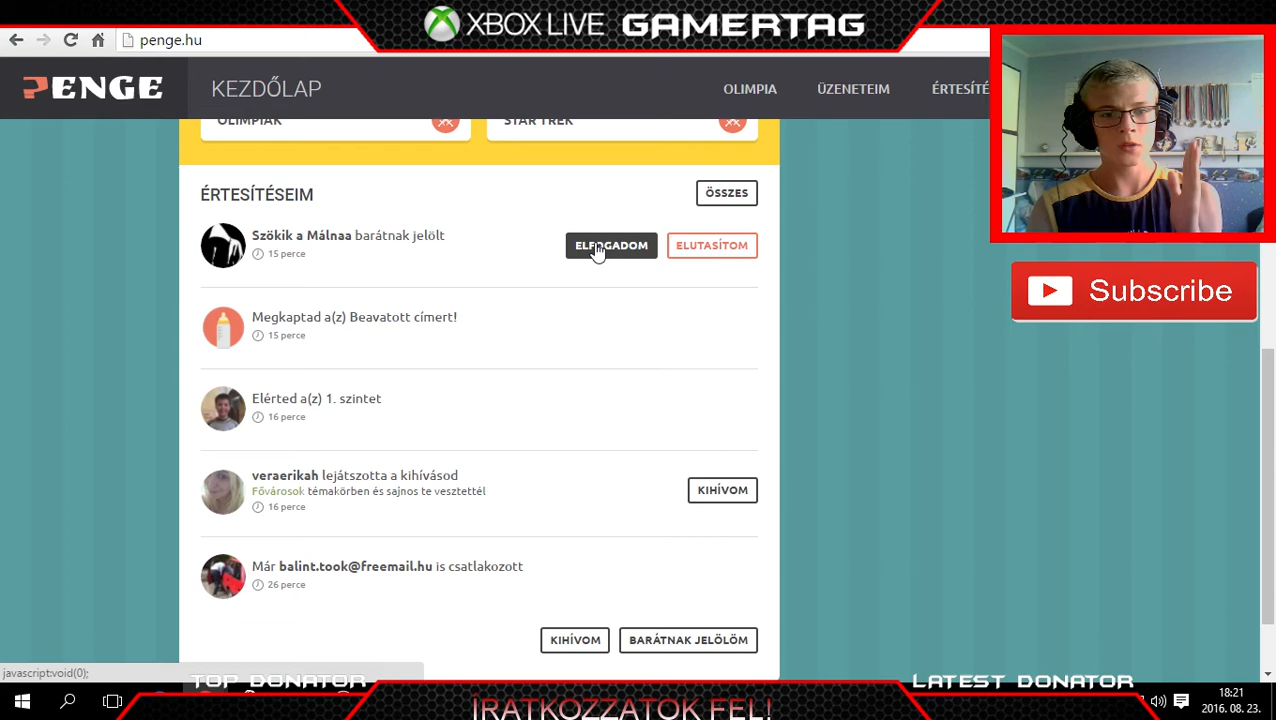 XBOX LIVE GAMERTAG
penge.hu
PENGE
KEZDŐLAP
OLIMPIA
ÜZENETEIM
OLIMPIÁK
STAR TREK
ÉRTESÍTÉSEIM
ÖSSZES
Szökik a Málnaa barátnak jelölt
15 perce
ELFOGADOM
ELUTASÍTOM
Megkaptad a(z) Beavatott címert!
15 perce
Elérted a(z) 1. szintet
16 perce
veraerikah lejátszotta a kihívásod
Fővárosok témakörben és sajnos te vesztettél
16 perce
KIHÍVOM
Már balint.took@freemail.hu is csatlakozott
26 perce
KIHÍVOM
BARÁTNAK JELÖLÖM
Subscribe
javascript:void(0);
TOP DONATOR
LATEST DONATOR
ÍRATKOZZATOK FEL!
18:21
2016. 08. 23.